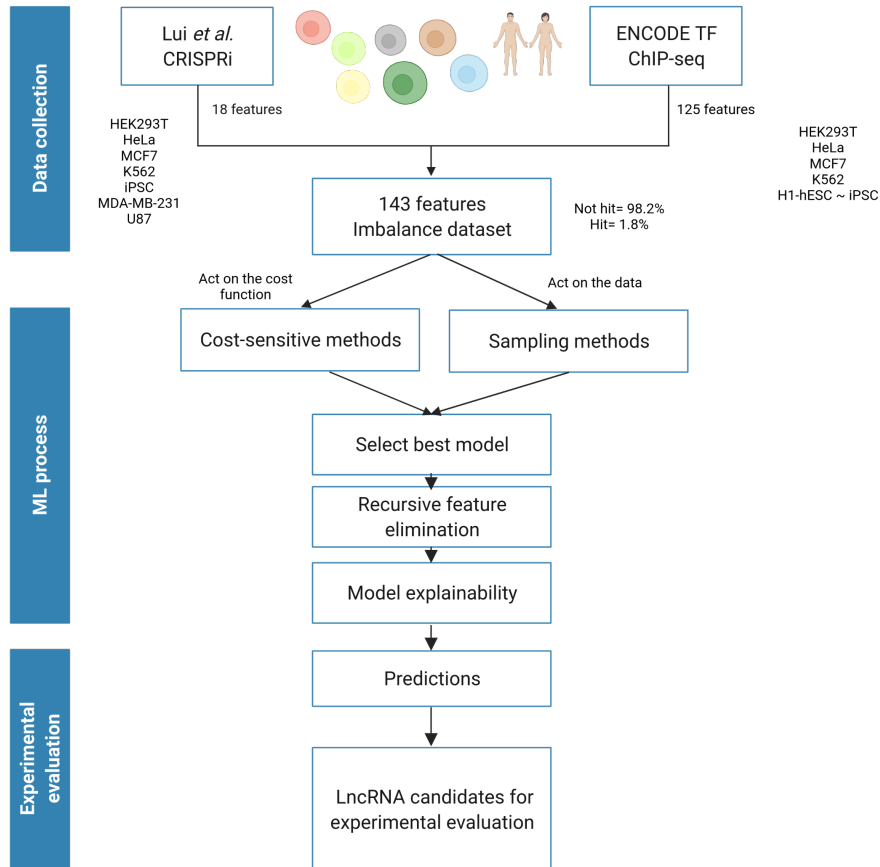 Data collection
Lui et al.
CRISPRi
ENCODE TF
ChIP-seq
18 features
125 features
HEK293T
HeLa
MCF7
K562
iPSC
MDA-MB-231
U87
HEK293T
HeLa
MCF7
K562
H1-hESC ~ iPSC
143 features
Imbalance dataset
Not hit= 98.2%
Hit= 1.8%
ML process
Act on the cost
function
Act on the data
Cost-sensitive methods
Sampling methods
Select best model
Recursive feature
elimination
Model explainability
Experimental
evaluation
Predictions
LncRNA candidates for
experimental evaluation